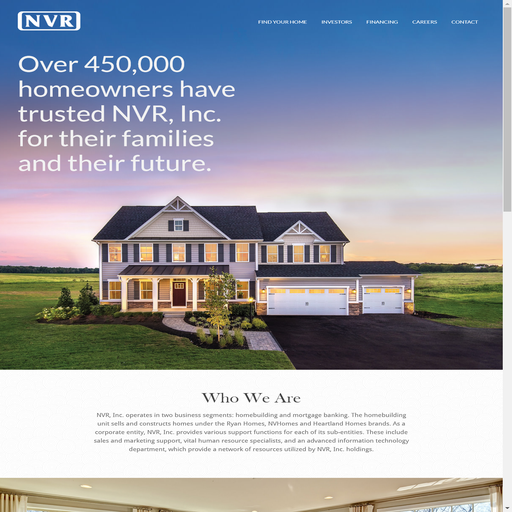 NVR
FIND YOUR HOME INVESTORS FINANCING CAREERS CONTACT
Over 450,000
homeowners have
trusted NVR, Inc.
for their families
and their future.
Who We Are
NVR, Inc. operates in two business segments: homebuilding and mortgage banking. The homebuilding
unit sells and constructs homes under the Ryan Homes, NVHomes and Heartland Homes brands. As a
corporate entity, NVR, Inc. provides various support functions for each of its sub-entities. These include
sales and marketing support, vital human resource specialists, and an advanced information technology
department, which provide a network of resources utilized by NVR, Inc. holdings.